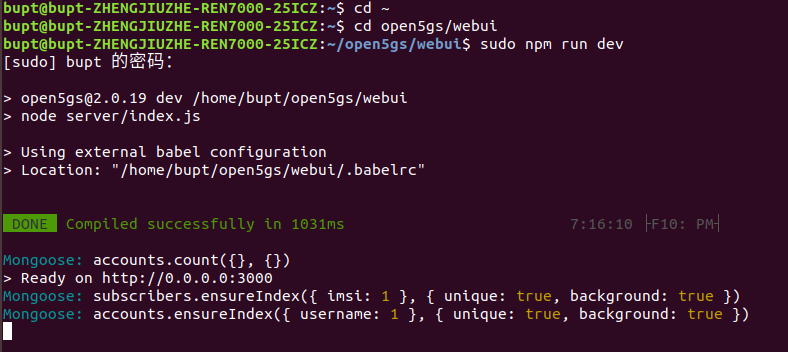 bupt@bupt-ZHENGJIUZHE-REN7000-25ICZ:~$ cd ~
bupt@bupt-ZHENGJIUZHE-REN7000-25ICZ:~$ cd open5gs/webui
bupt@bupt-ZHENGJIUZHE-REN7000-25ICZ:~/open5gs/webui$ sudo npm run dev
[sudo] bupt 的密码：
> open5gs@2.0.19 dev /home/bupt/open5gs/webui
> node server/index.js
> Using external babel configuration
> Location: "/home/bupt/open5gs/webui/.babelrc"
DONE Compiled successfully in 1031ms 7:16:10 ├F10: PM┤
Mongoose: accounts.count({}, {})
> Ready on http://0.0.0.0:3000
Mongoose: subscribers.ensureIndex({ imsi: 1 }, { unique: true, background: true })
Mongoose: accounts.ensureIndex({ username: 1 }, { unique: true, background: true })